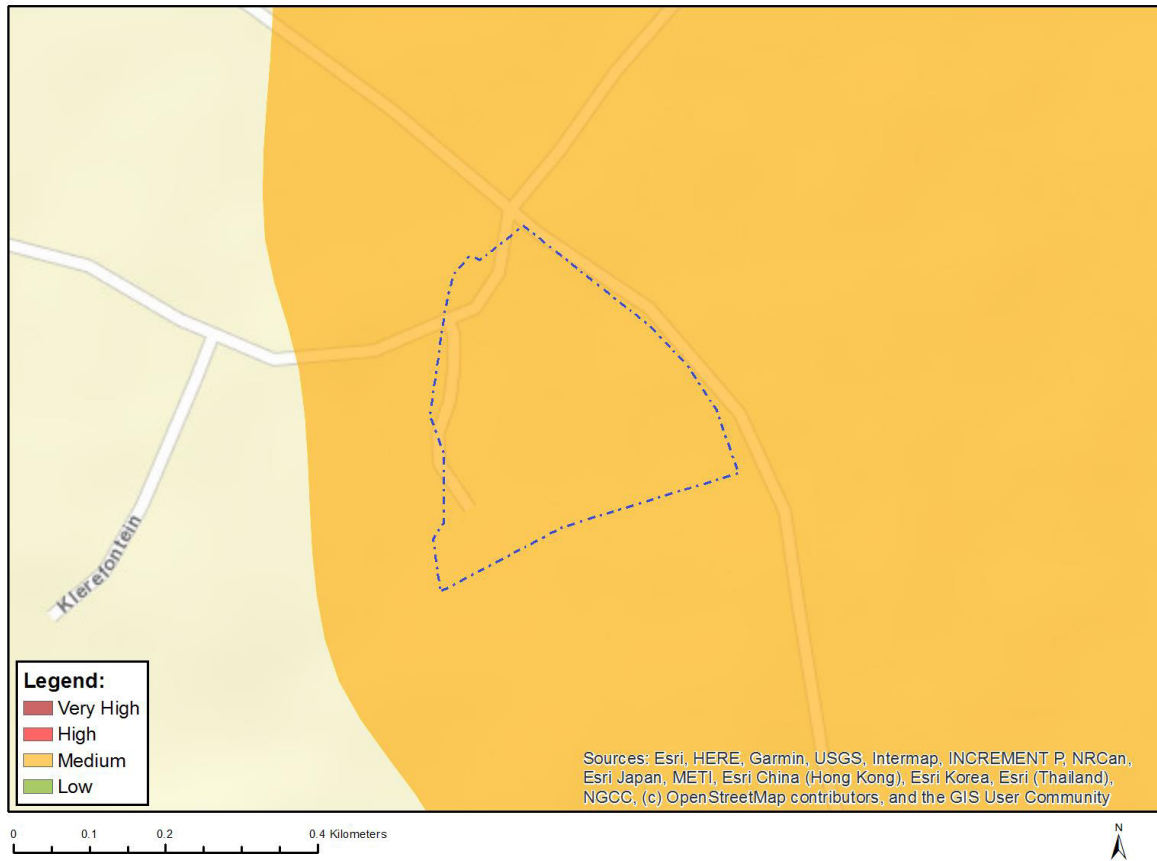 Klerefontein
Legend:
Very High
High
Medium
Low
Sources: Esri, HERE, Garmin, USGS, Intermap, INCREMENT P, NRCan,
Esri Japan, METI, Esri China (Hong Kong), Esri Korea, Esri (Thailand),
NGCC, (c) OpenStreetMap contributors, and the GIS User Community
0 0.1 0.2 0.4 Kilometers
N